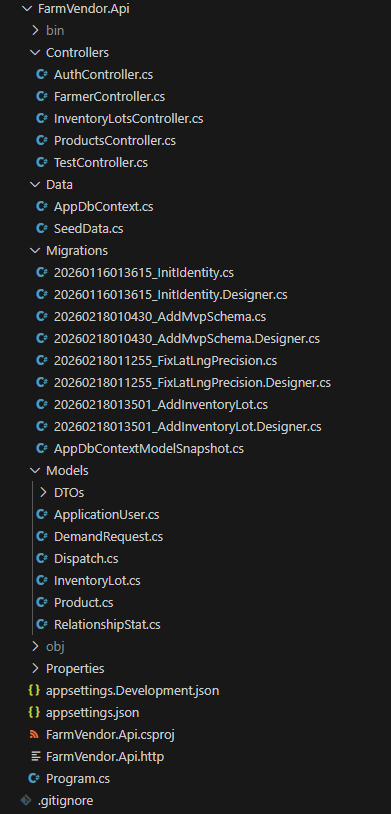 FarmVendor.Api
bin
Controllers
AuthController.cs
FarmerController.cs
InventoryLotsController.cs
ProductsController.cs
TestController.cs
Data
AppDbContext.cs
SeedData.cs
Migrations
20260116013615_InitIdentity.cs
20260116013615_InitIdentity.Designer.cs
20260218010430_AddMvpSchema.cs
20260218010430_AddMvpSchema.Designer.cs
20260218011255_FixLatLngPrecision.cs
20260218011255_FixLatLngPrecision.Designer.cs
20260218013501_AddInventoryLot.cs
20260218013501_AddInventoryLot.Designer.cs
AppDbContextModelSnapshot.cs
Models
DTOs
ApplicationUser.cs
DemandRequest.cs
Dispatch.cs
InventoryLot.cs
Product.cs
RelationshipStat.cs
obj
Properties
appsettings.Development.json
appsettings.json
FarmVendor.Api.csproj
FarmVendor.Api.http
Program.cs
.gitignore